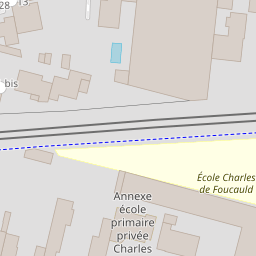 28
13
bis
École Charles
de Foucauld
Annexe
école
primaire
privée
Charles